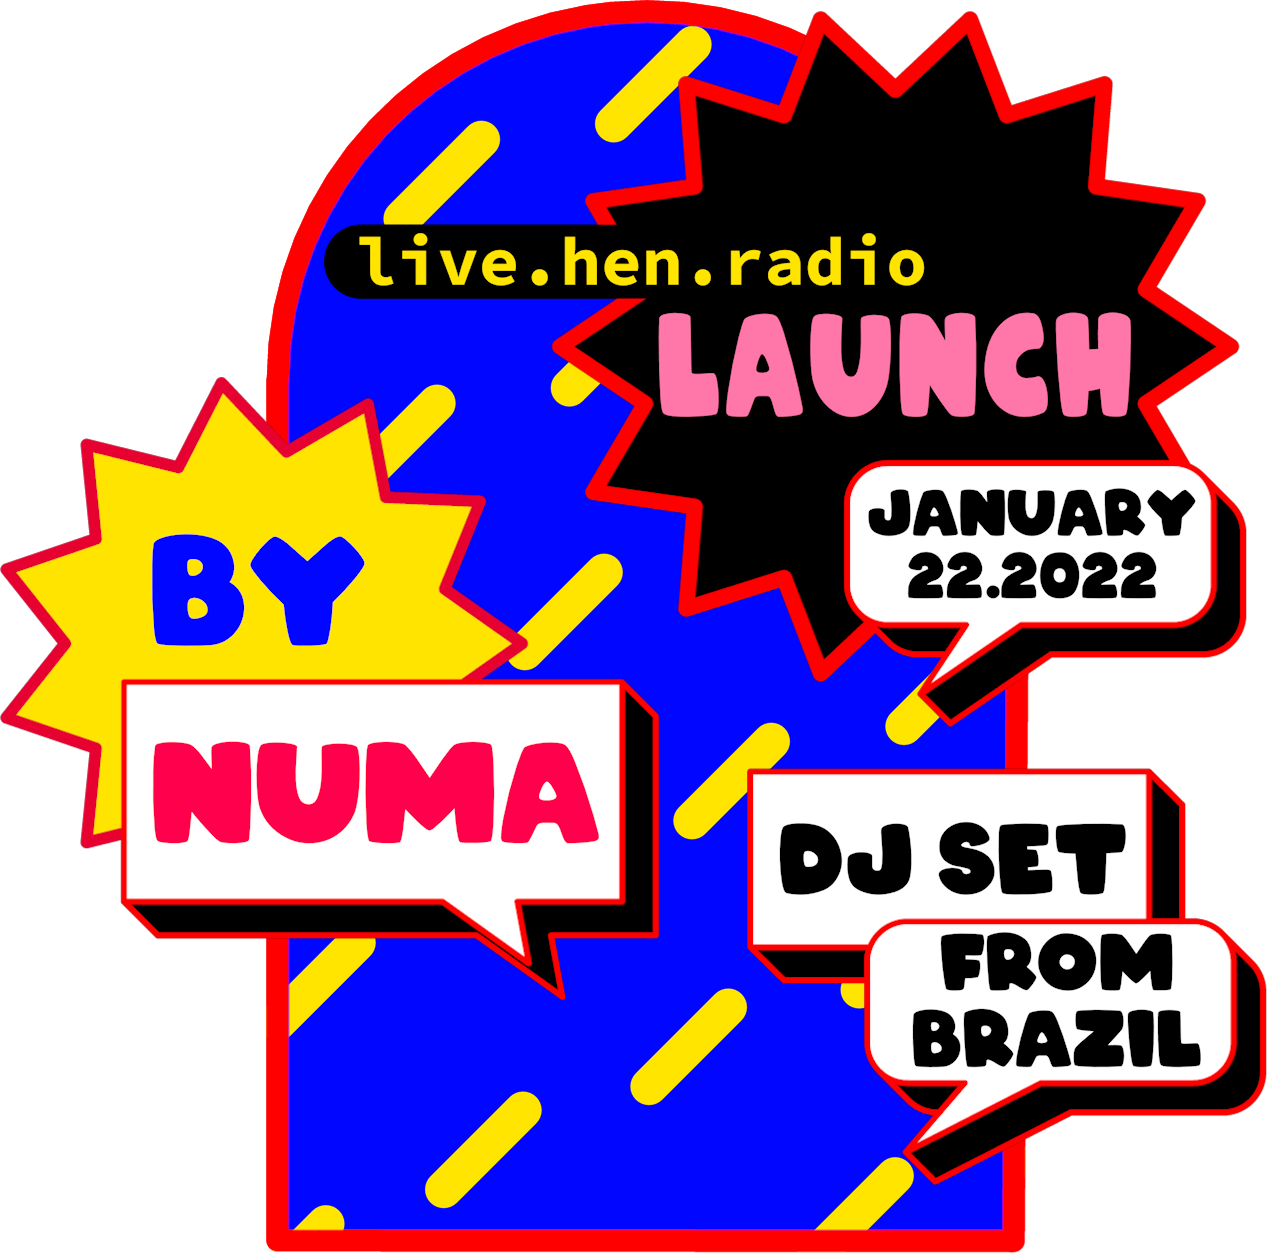 live.hen.radio
LAUNCH
JANUARY
22.2022
BY
NUMA
DJ SET
FROM
BRAZIL